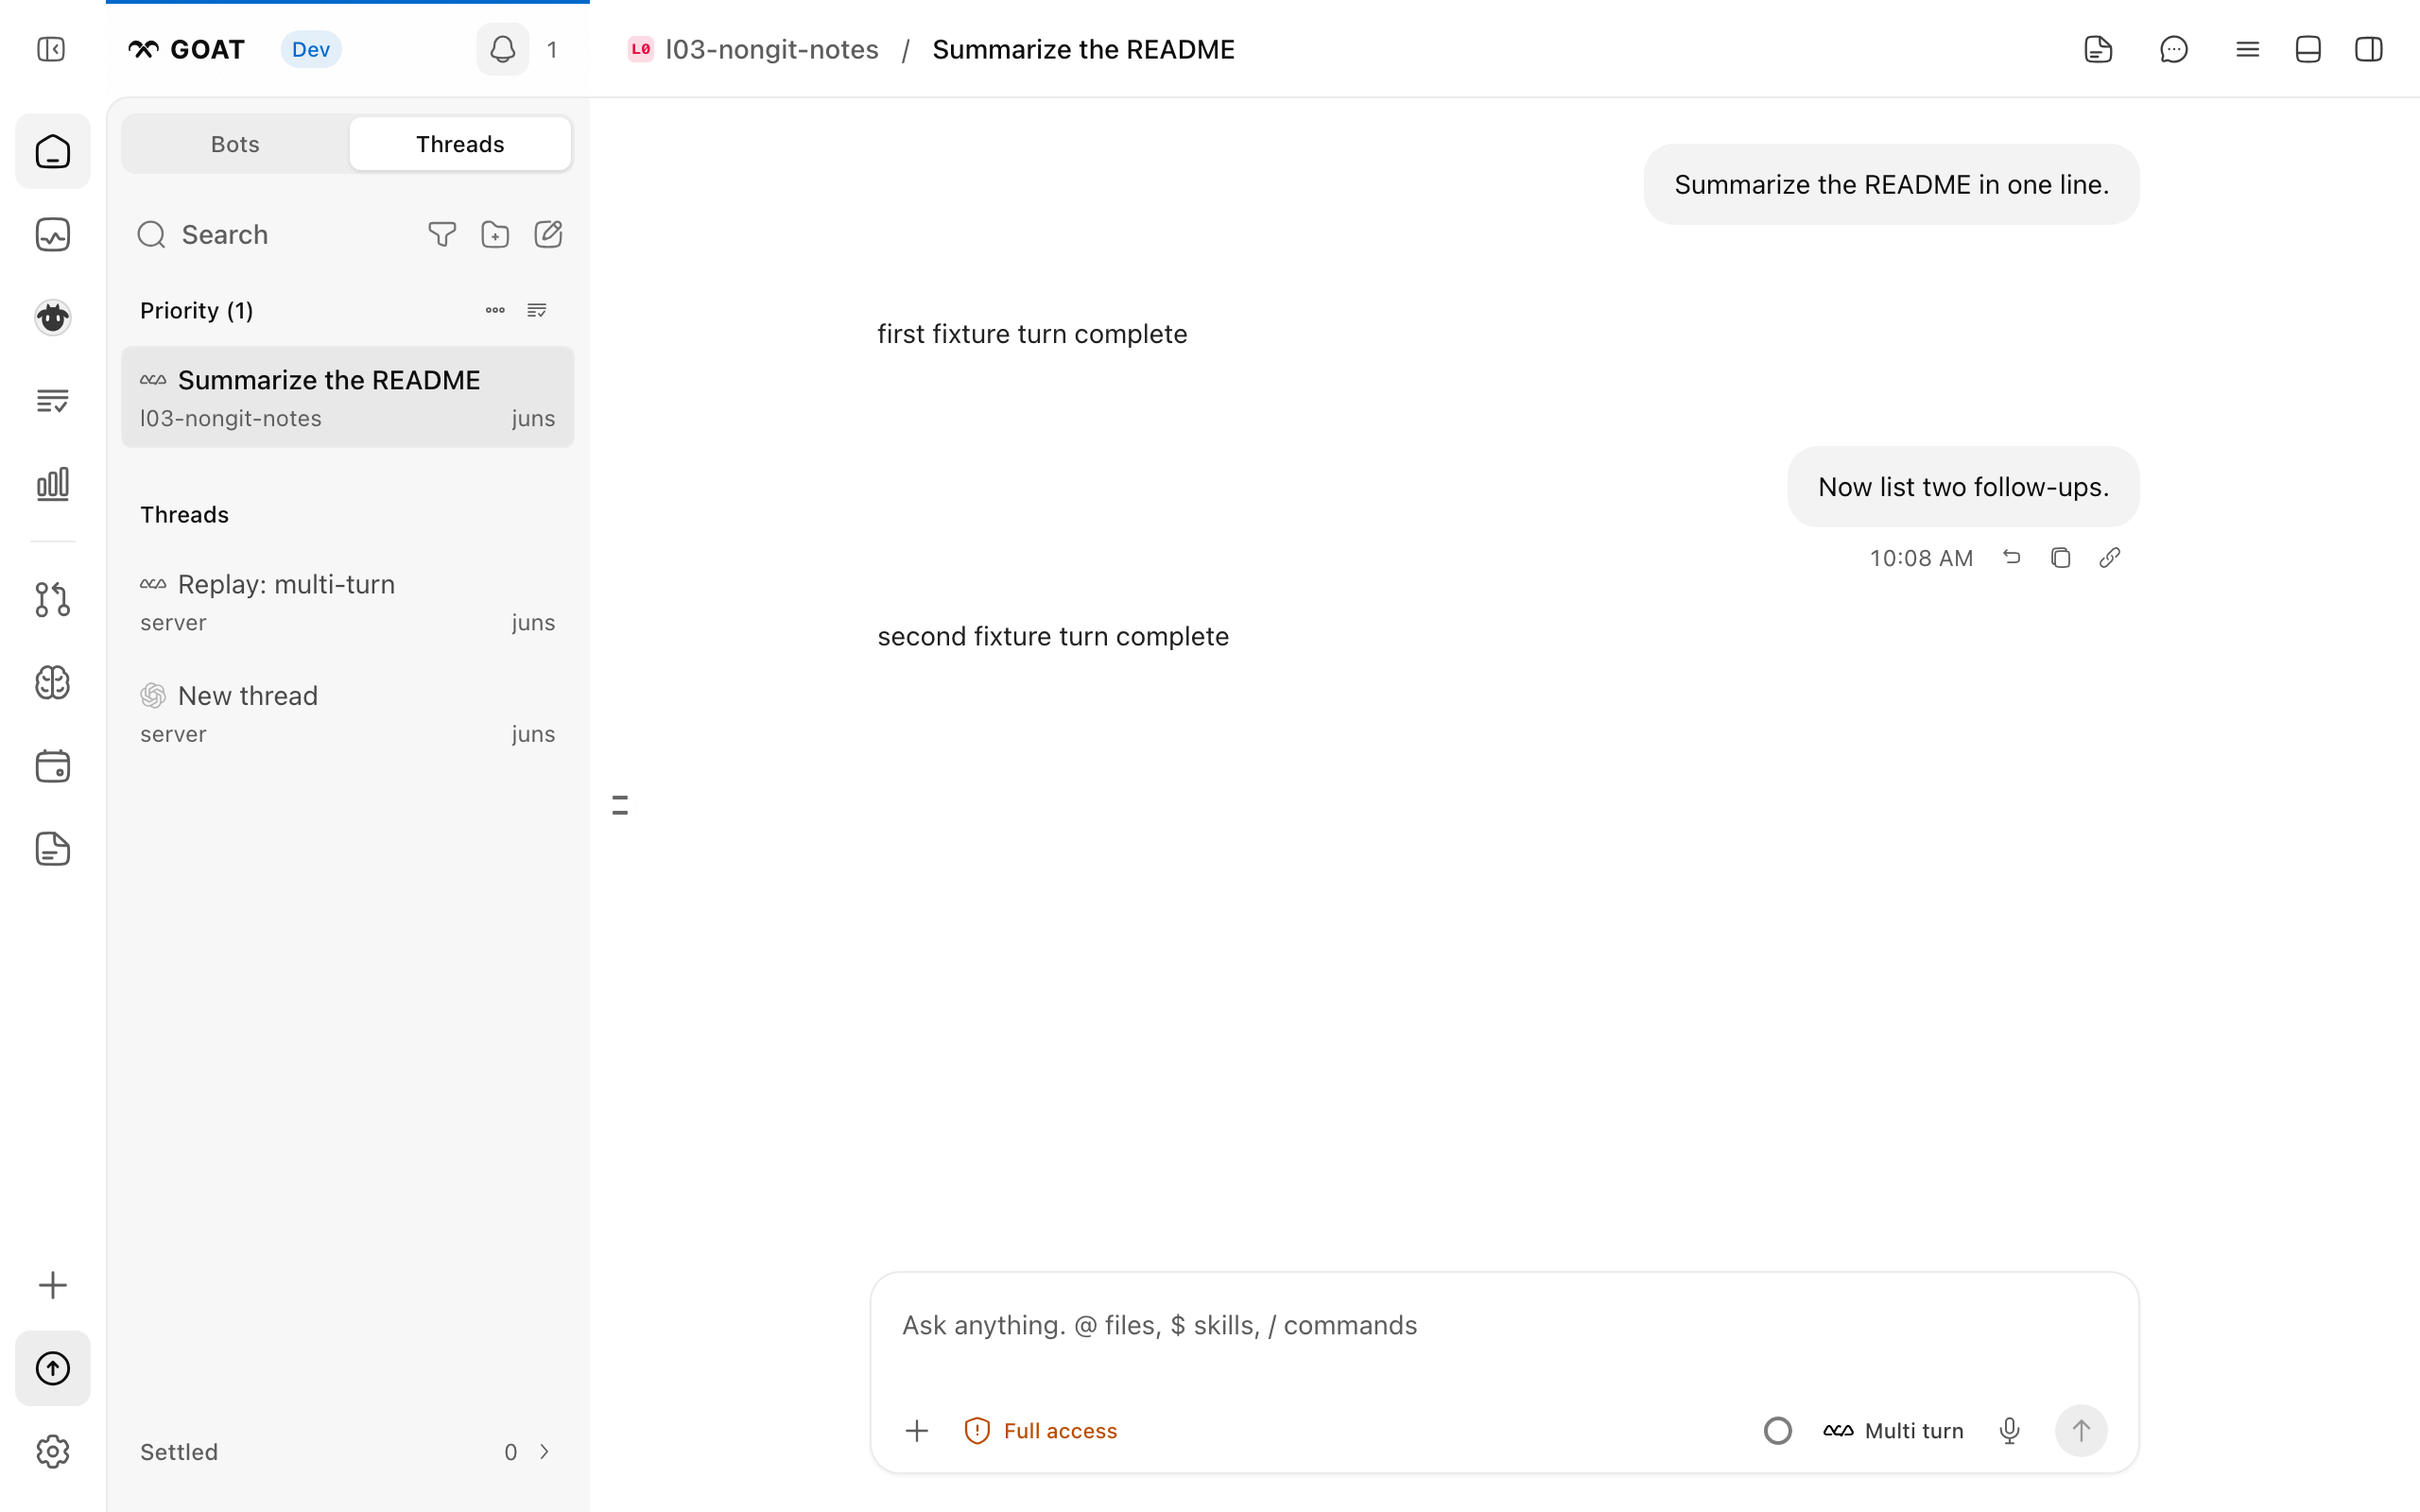 GOAT
Dev
1
L0
l03-nongit-notes / Summarize the README
Bots
Threads
Search
Priority (1)
Summarize the README
l03-nongit-notes
juns
Threads
Replay: multi-turn
server
juns
New thread
server
juns
Settled
0
Summarize the README in one line.
first fixture turn complete
Now list two follow-ups.
10:08 AM
second fixture turn complete
Ask anything. @ files, $ skills, / commands
Full access
Multi turn